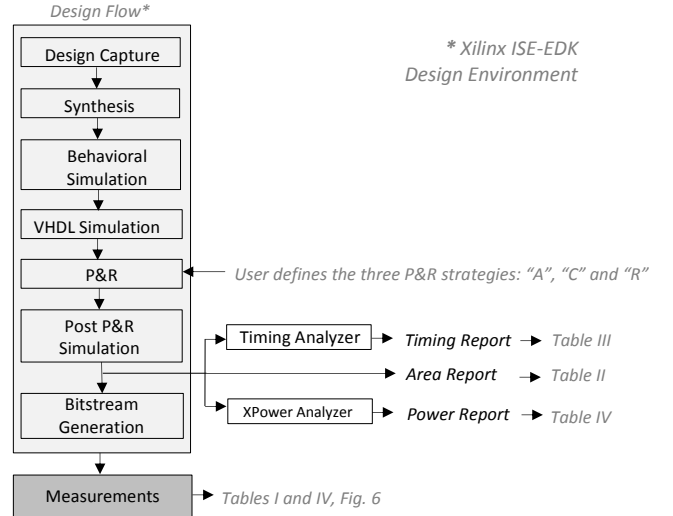 Design Flow*
* Xilinx ISE-EDK
Design Environment
Design Capture
Synthesis
Behavioral
Simulation
VHDL Simulation
P&R
User defines the three P&R strategies: “A”, “C” and “R”
Post P&R
Simulation
Timing Analyzer
Timing Report
Table III
Area Report
Table II
XPower Analyzer
Power Report
Table IV
Bitstream
Generation
Measurements
Tables I and IV, Fig. 6